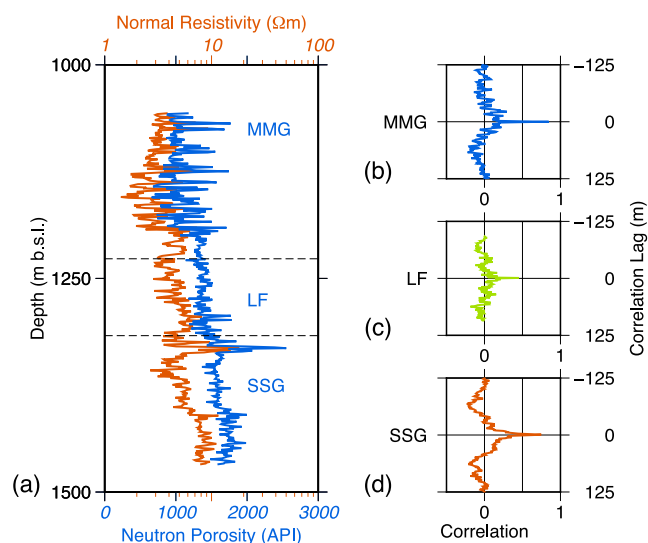 Normal Resistivity (Ωm)
1 10 100
1000
1250
1500
Depth (m b.s.l.)
MMG
LF
SSG
(a)
0 1000 2000 3000
Neutron Porosity (API)
MMG
(b)
−125
0
125
0 1
LF
(c)
−125
0
125
0 1
SSG
(d)
−125
0
125
0 1
Correlation
Correlation Lag (m)